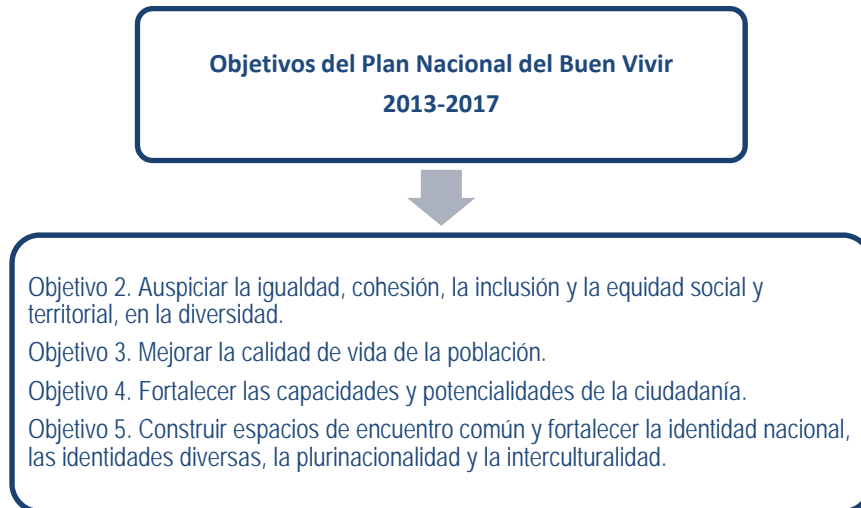 Objetivos del Plan Nacional del Buen Vivir
2013-2017
Objetivo 2. Auspiciar la igualdad, cohesión, la inclusión y la equidad social y
territorial, en la diversidad.
Objetivo 3. Mejorar la calidad de vida de la población.
Objetivo 4. Fortalecer las capacidades y potencialidades de la ciudadanía.
Objetivo 5. Construir espacios de encuentro común y fortalecer la identidad nacional,
las identidades diversas, la plurinacionalidad y la interculturalidad.